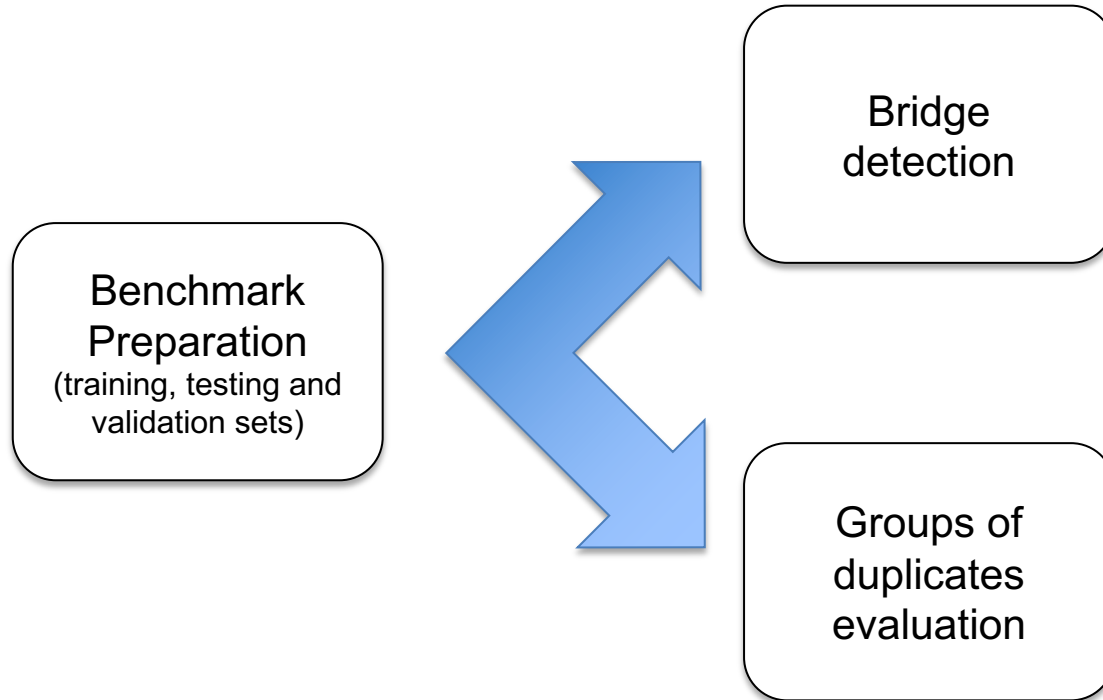 Benchmark
Preparation
(training, testing and
validation sets)
Bridge
detection
Groups of
duplicates
evaluation